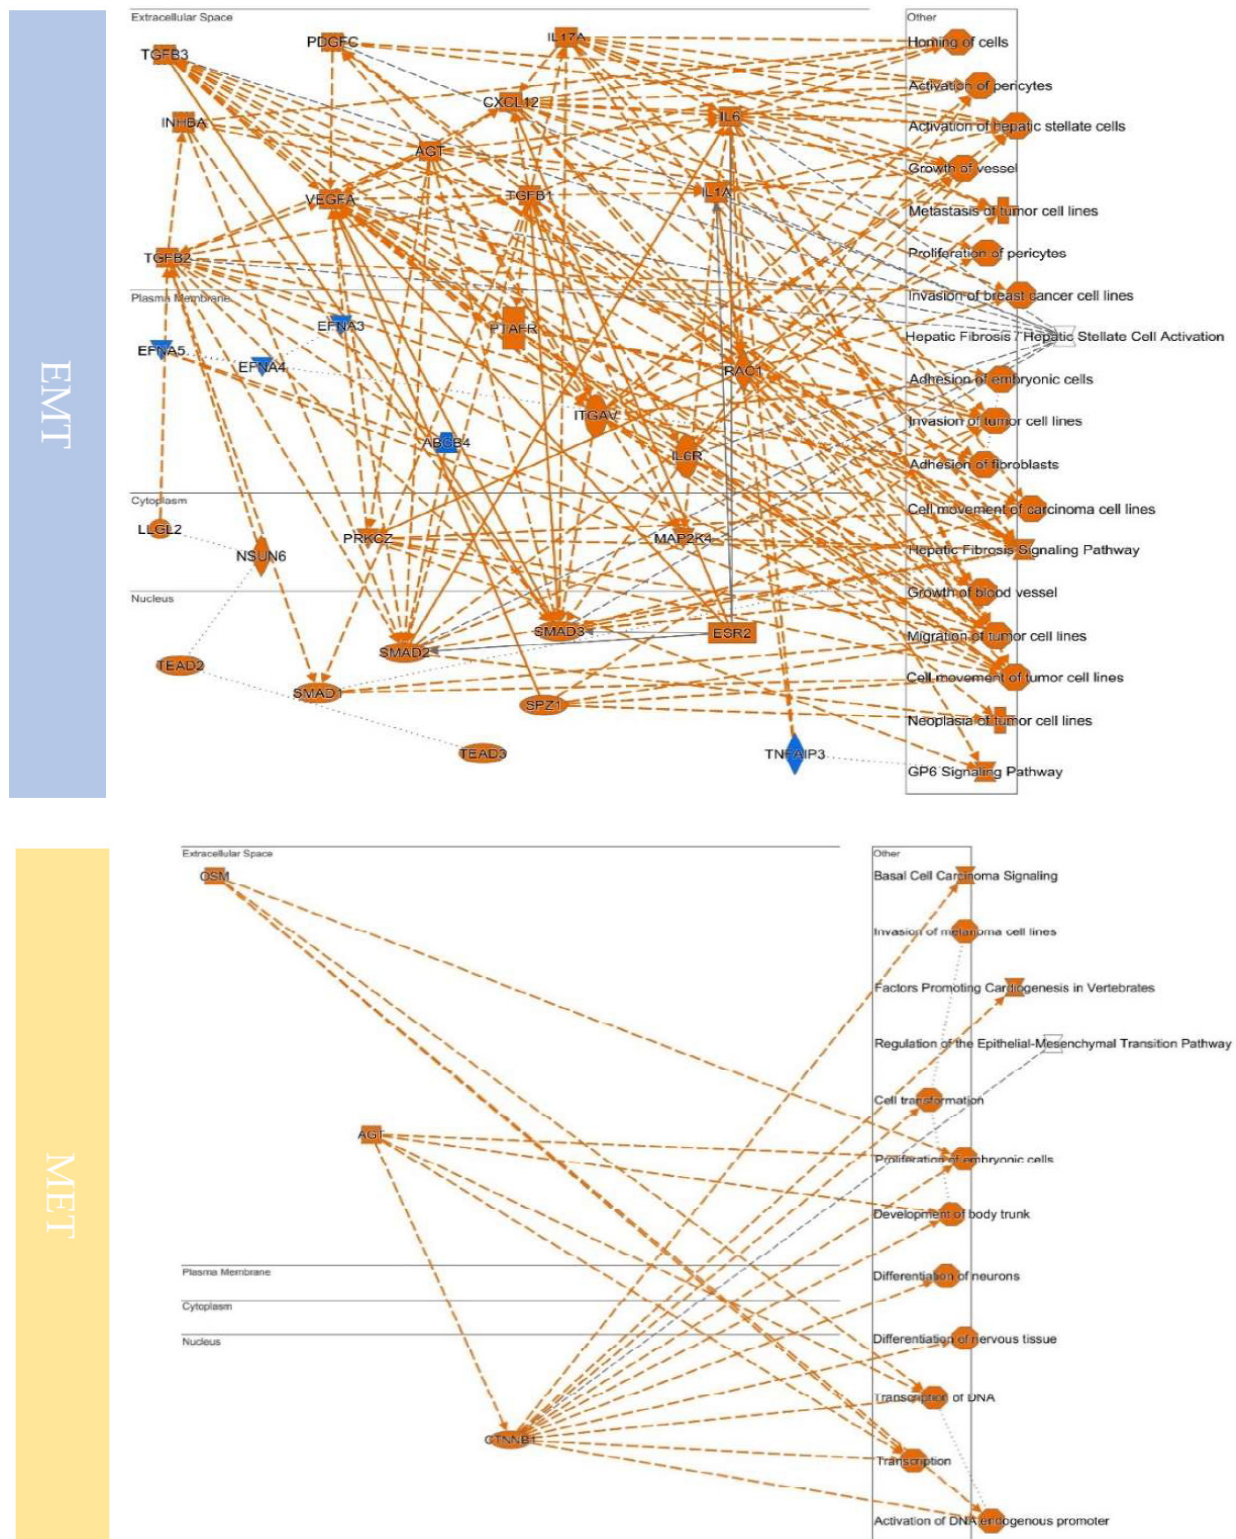 EMT
Extracellular Space
Other
TGFB3
PDGFC
IL17A
Homing of cells
Activation of pericytes
CXCL12
INHBA
IL6
Activation of hepatic stellate cells
AGT
Growth of vessel
VEGFA
TGFB1
IL1A
Metastasis of tumor cell lines
Proliferation of pericytes
TGFB2
Plasma Membrane
Invasion of breast cancer cell lines
EFNA3
PTAFR
Hepatic Fibrosis / Hepatic Stellate Cell Activation
EFNA5
EFNA4
RAC1
Adhesion of embryonic cells
ITGAV
Invasion of tumor cell lines
ABCB4
IL6R
Adhesion of fibroblasts
Cytoplasm
Cell movement of carcinoma cell lines
LLGL2
NSUN6
PRKCZ
MAP2K4
Hepatic Fibrosis Signaling Pathway
Nucleus
Growth of blood vessel
SMAD3
ESR2
Migration of tumor cell lines
SMAD2
TEAD2
SMAD1
Cell movement of tumor cell lines
SPZ1
Neoplasia of tumor cell lines
TEAD3
TNFAIP3
GP6 Signaling Pathway
MET
Extracellular Space
Other
OSM
Basal Cell Carcinoma Signaling
Invasion of melanoma cell lines
Factors Promoting Cardiogenesis in Vertebrates
Regulation of the Epithelial-Mesenchymal Transition Pathway
Cell transformation
AGT
Proliferation of embryonic cells
Development of body trunk
Plasma Membrane
Differentiation of neurons
Cytoplasm
Nucleus
Differentiation of nervous tissue
Transcription of DNA
CTNNB1
Transcription
Activation of DNA endogenous promoter